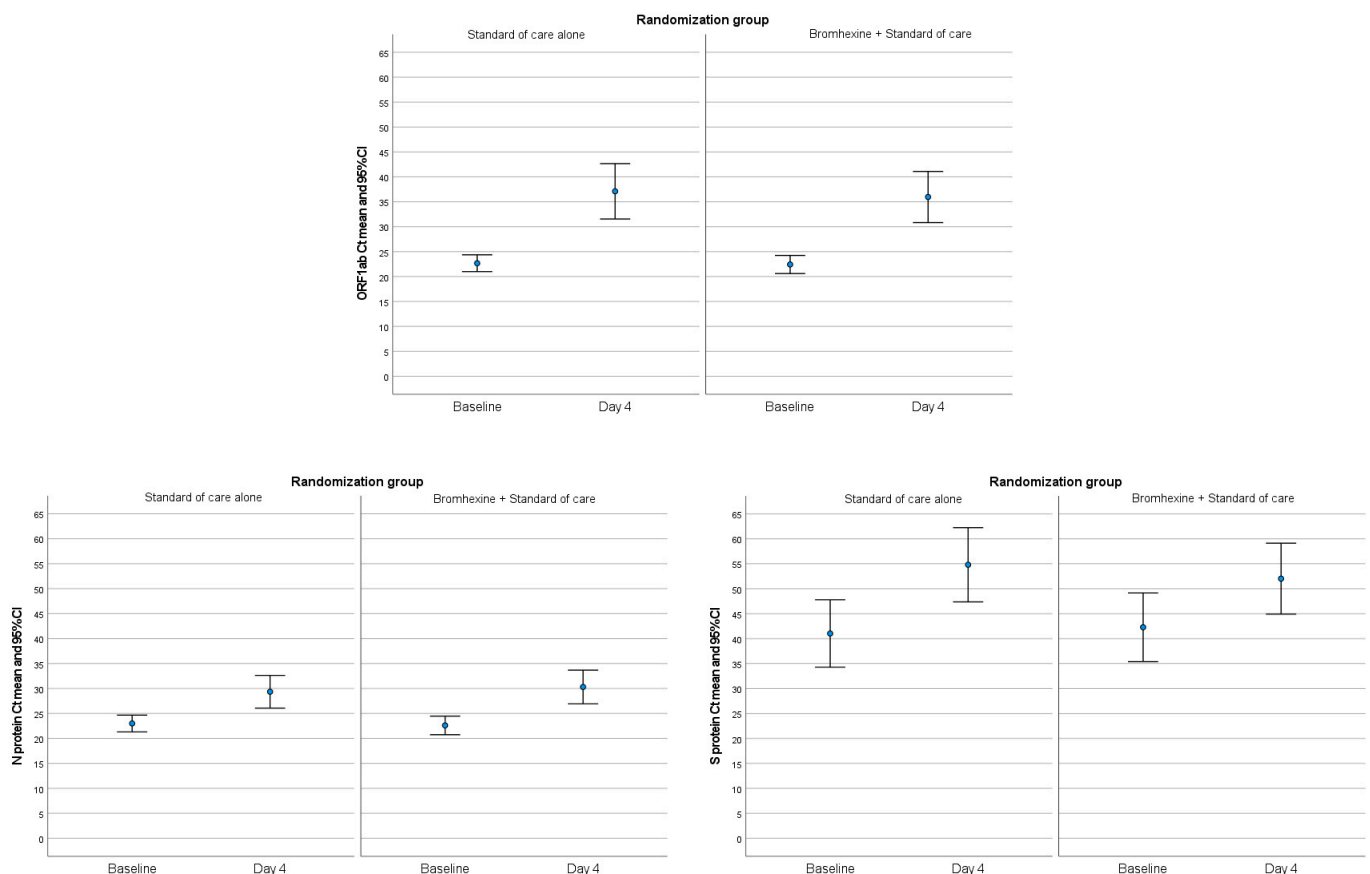 Randomization group
Standard of care alone
Bromhexine + Standard of care
ORF1ab Ct mean and 95%CI
65
60
55
50
45
40
35
30
25
20
15
10
5
0
Baseline
Day 4
Baseline
Day 4
Randomization group
Standard of care alone
Bromhexine + Standard of care
N protein Ct mean and 95%CI
65
60
55
50
45
40
35
30
25
20
15
10
5
0
Baseline
Day 4
Baseline
Day 4
Randomization group
Standard of care alone
Bromhexine + Standard of care
S protein Ct mean and 95%CI
65
60
55
50
45
40
35
30
25
20
15
10
5
0
Baseline
Day 4
Baseline
Day 4